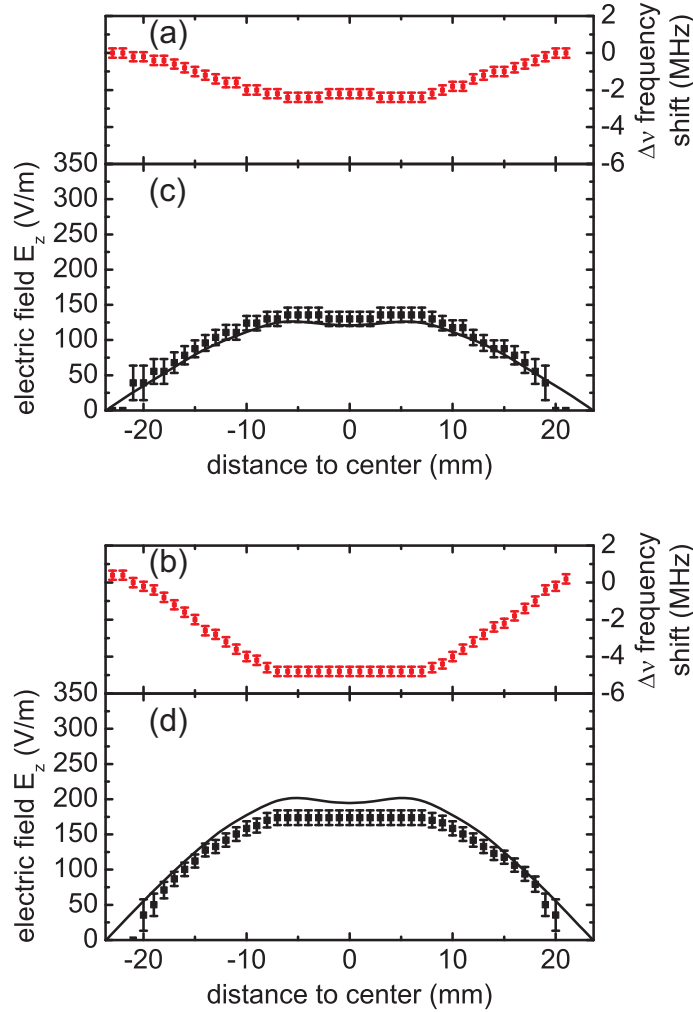 (a)
2
0
-2
-4
-6
Δν frequency
shift (MHz)
(c)
350
300
250
200
150
100
50
0
electric field E_z (V/m)
-20 -10 0 10 20
distance to center (mm)
(b)
2
0
-2
-4
-6
Δν frequency
shift (MHz)
(d)
350
300
250
200
150
100
50
0
electric field E_z (V/m)
-20 -10 0 10 20
distance to center (mm)